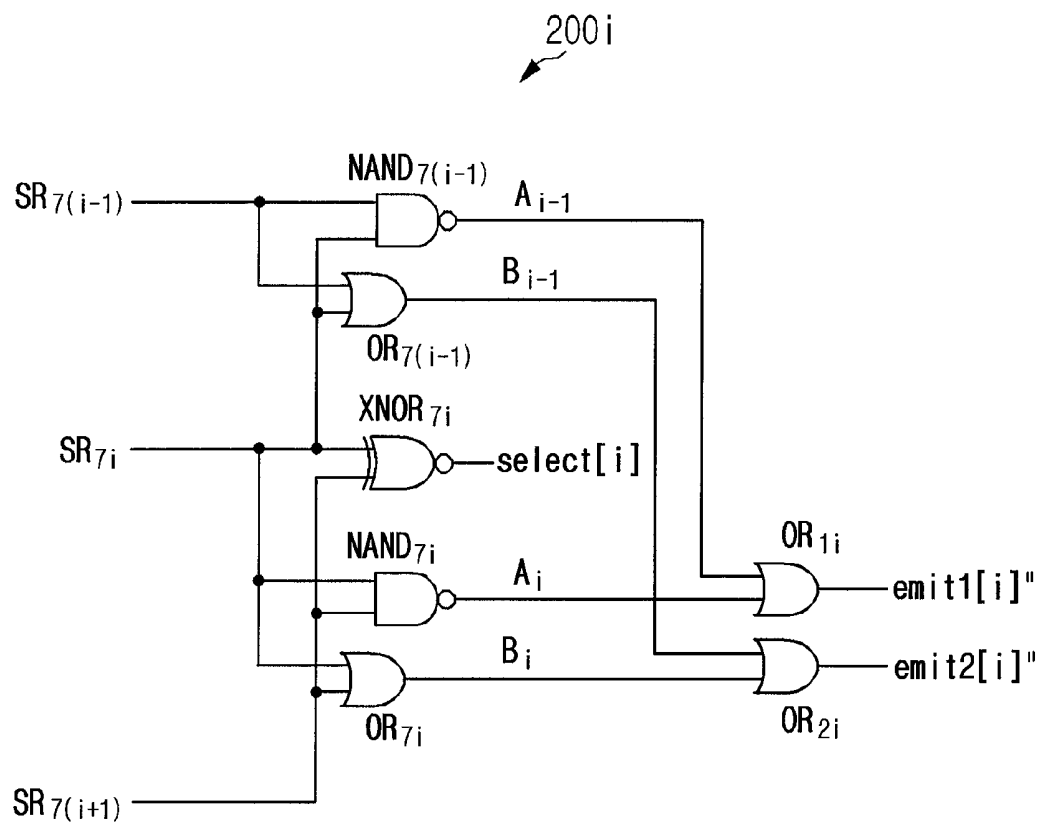 200i
NAND7(i-1)
SR7(i-1)
Ai-1
Bi-1
OR7(i-1)
XNOR7i
SR7i
select[i]
NAND7i
Ai
OR1i
emit1[i]"
Bi
emit2[i]"
OR7i
OR2i
SR7(i+1)